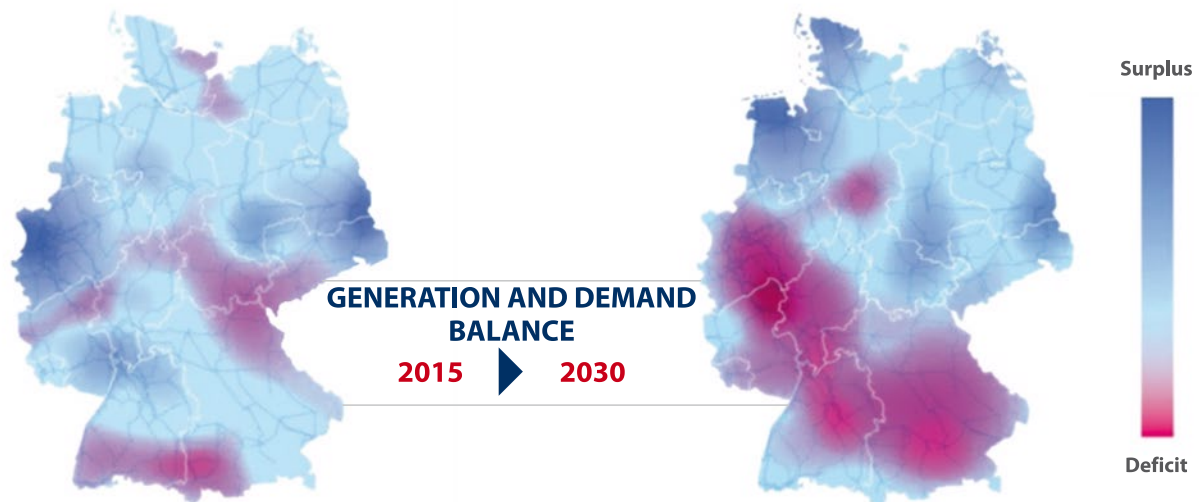 Surplus
GENERATION AND DEMAND
BALANCE
2015
2030
Deficit